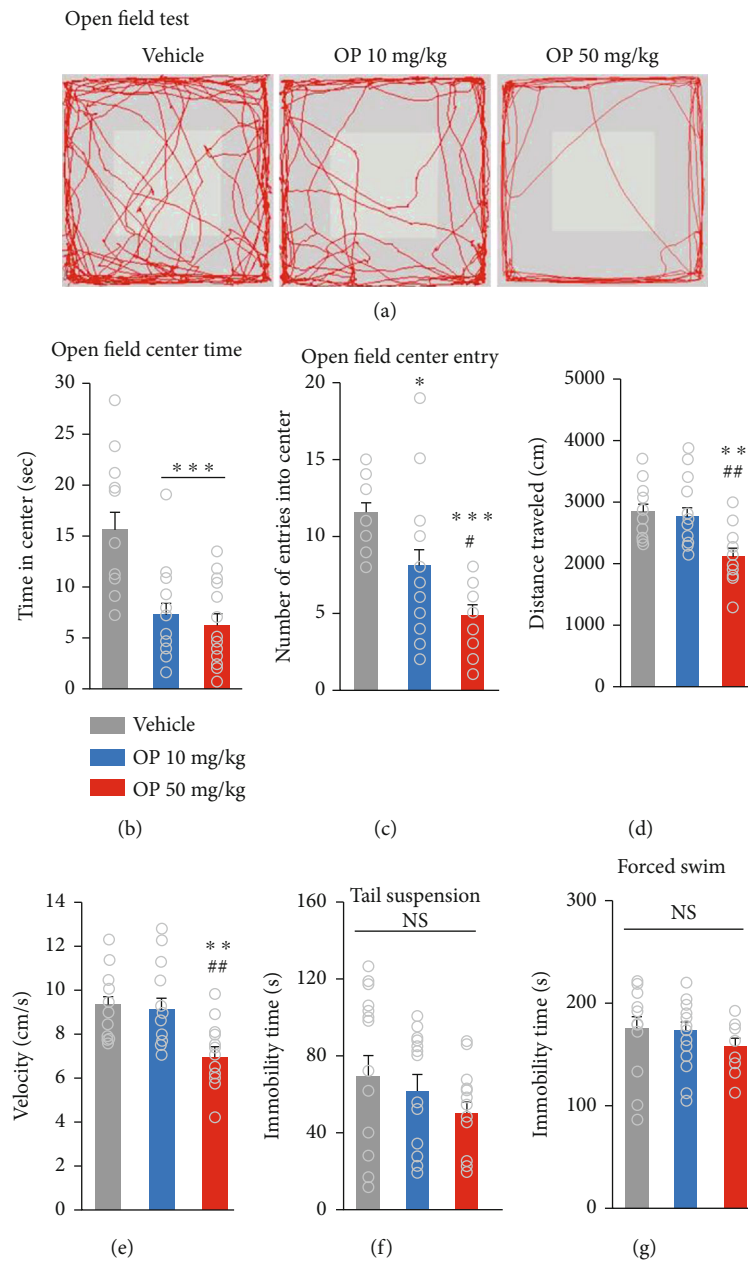 Open field test
Vehicle
OP 10 mg/kg
OP 50 mg/kg
(a)
Open field center time
Time in center (sec)
30
25
20
15
10
5
0
***
Vehicle
OP 10 mg/kg
OP 50 mg/kg
(b)
Open field center entry
Number of entries into center
20
15
10
5
0
*
***
#
(c)
Distance traveled (cm)
5000
4000
3000
2000
1000
0
**
##
(d)
Velocity (cm/s)
14
12
10
8
6
4
2
0
**
##
(e)
Tail suspension
NS
Immobility time (s)
160
120
80
40
0
(f)
Forced swim
NS
Immobility time (s)
300
200
100
0
(g)